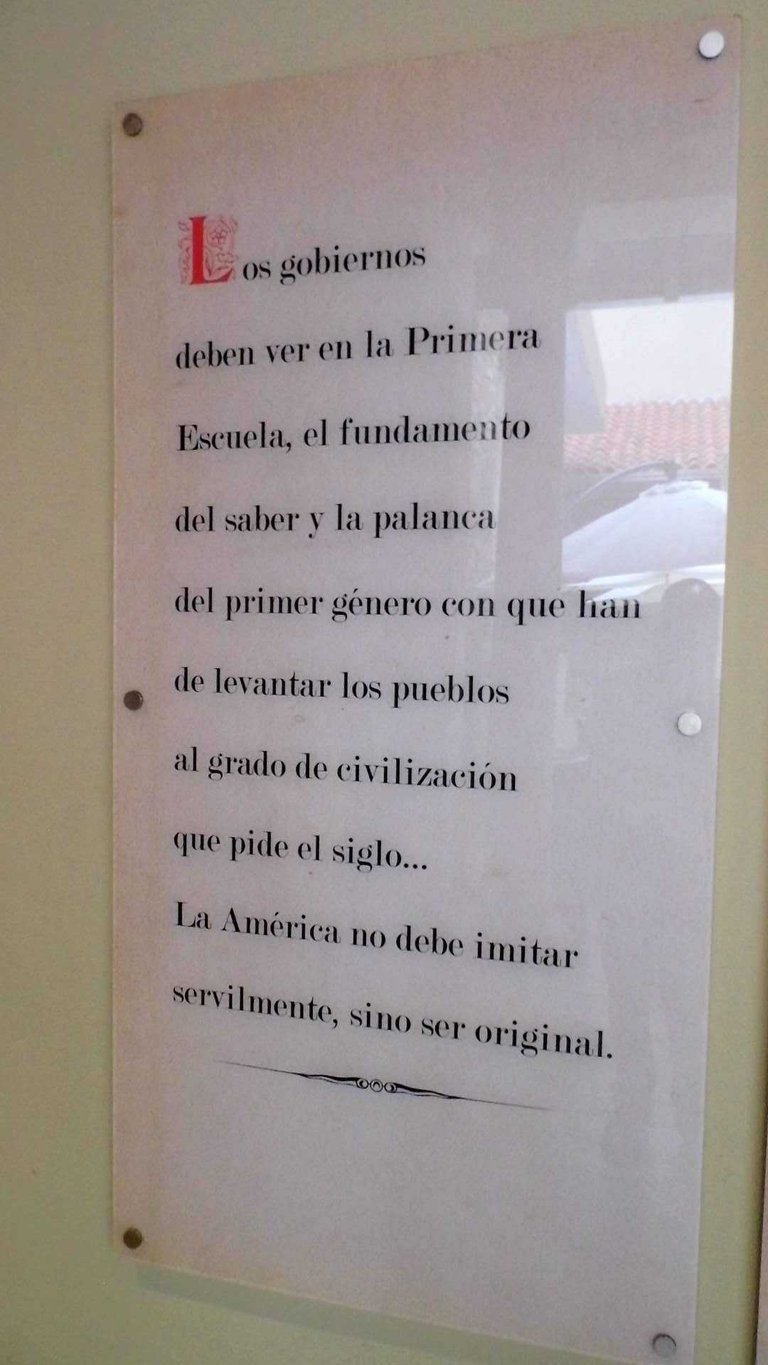 Los gobiernos
deben ver en la Primera
Escuela, el fundamento
del saber y la palanca
del primer género con que han
de levantar los pueblos
al grado de civilización
que pide el siglo...
La América no debe imitar
servilmente, sino ser original.